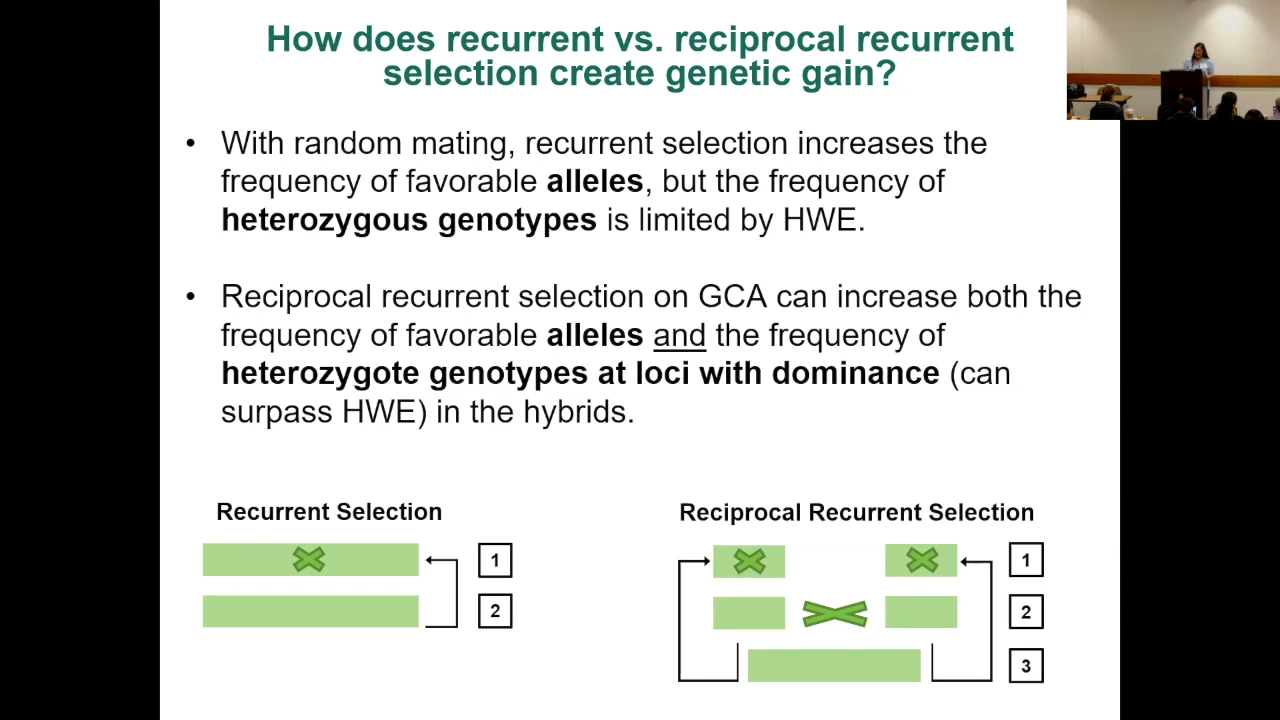 How does recurrent vs. reciprocal recurrent
selection create genetic gain?
• With random mating, recurrent selection increases the
frequency of favorable alleles, but the frequency of
heterozygous genotypes is limited by HWE.
• Reciprocal recurrent selection on GCA can increase both the
frequency of favorable alleles and the frequency of
heterozygote genotypes at loci with dominance (can
surpass HWE) in the hybrids.
Recurrent Selection
1
2
Reciprocal Recurrent Selection
1
2
3